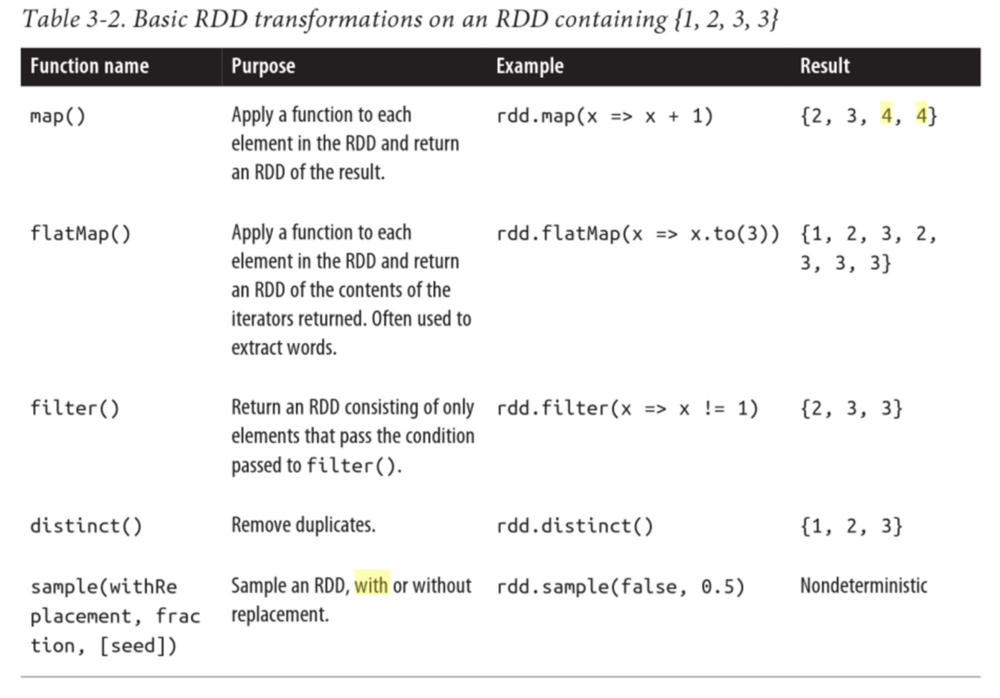 Table 3-2. Basic RDD transformations on an RDD containing {1, 2, 3, 3}
Function name Purpose Example Result
map() Apply a function to each rdd.map(x => x + 1) {2, 3, 4, 4}
element in the RDD and return
an RDD of the result.
flatMap() Apply a function to each rdd.flatMap(x => x.to(3)) {1, 2, 3, 2,
element in the RDD and return 3, 3, 3}
an RDD of the contents of the
iterators returned. Often used to
extract words.
filter() Return an RDD consisting of only rdd.filter(x => x != 1) {2, 3, 3}
elements that pass the condition
passed to filter().
distinct() Remove duplicates. rdd.distinct() {1, 2, 3}
sample(withRe Sample an RDD, with or without rdd.sample(false, 0.5) Nondeterministic
placement, frac replacement.
tion, [seed])